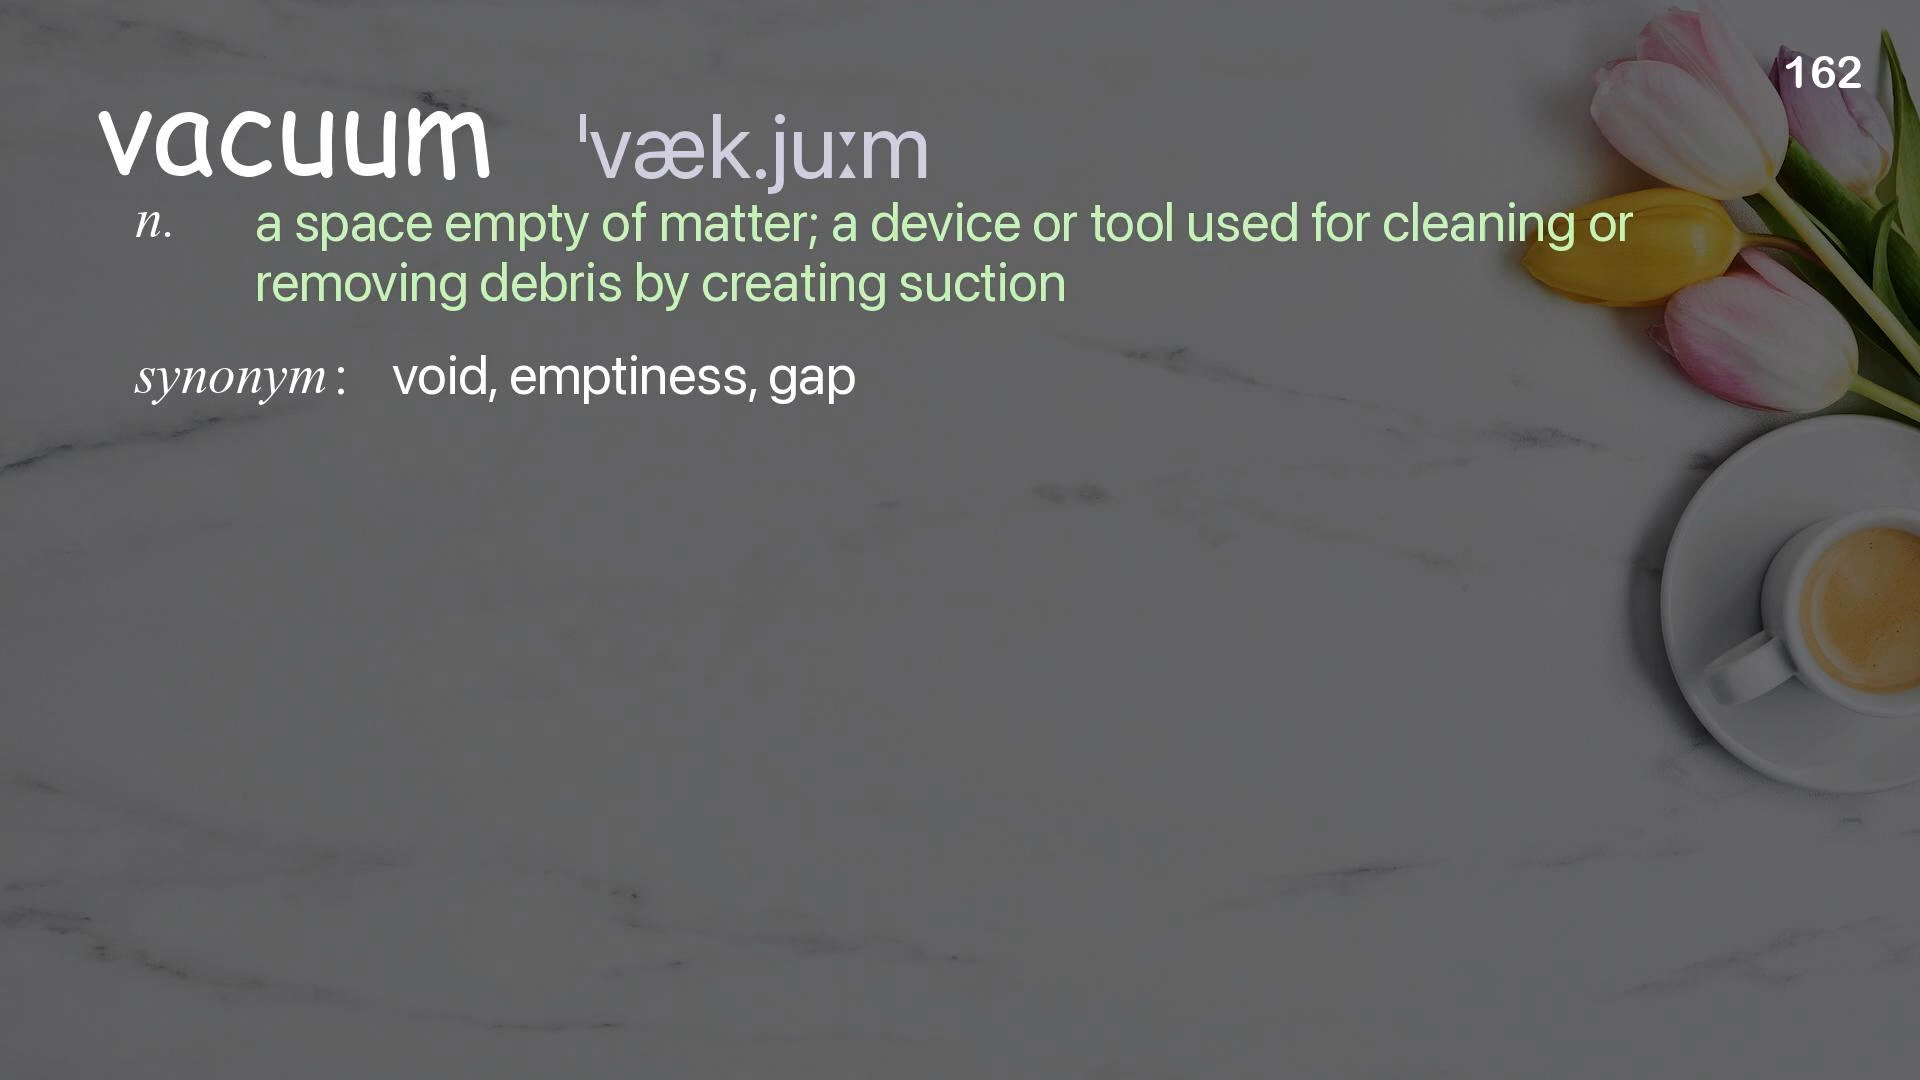 162
vacuum ˈvæk.juːm
n. a space empty of matter; a device or tool used for cleaning or
removing debris by creating suction
synonym: void, emptiness, gap